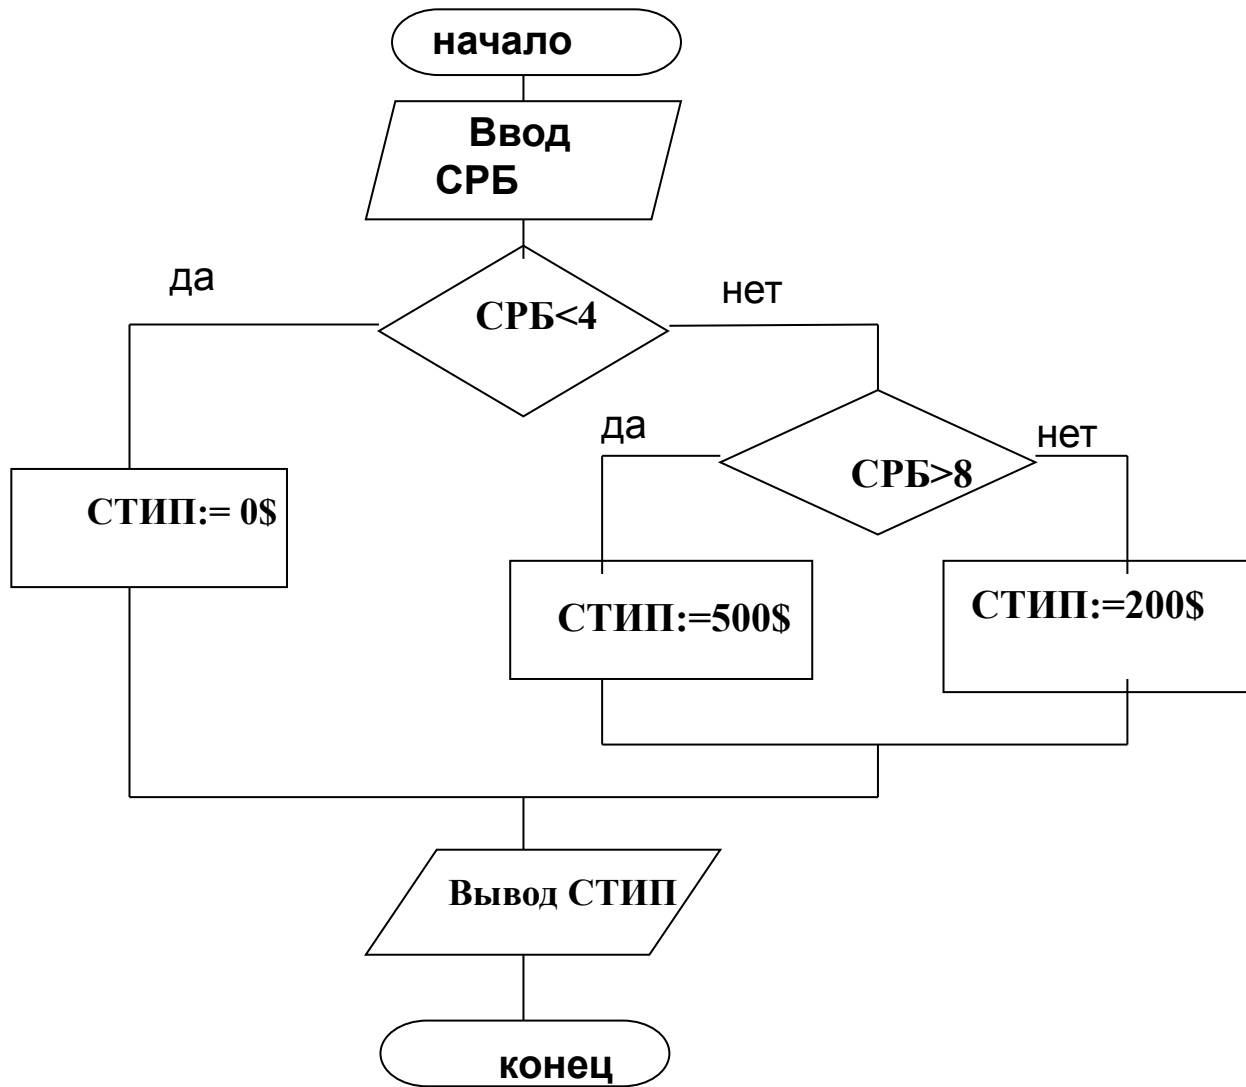 начало
Ввод
СРБ
да
нет
СРБ<4
да
нет
СРБ>8
СТИП:= 0$
СТИП:=500$
СТИП:=200$
Вывод СТИП
конец